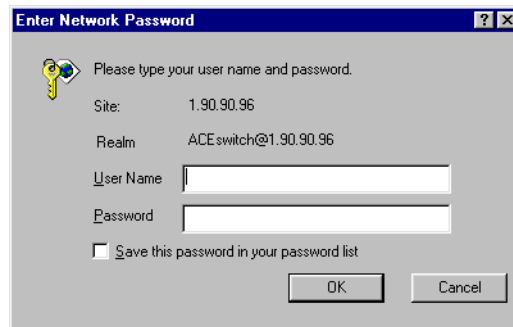 Enter Network Password
Please type your user name and password.
Site: 1.90.90.96
Realm ACEswitch@1.90.90.96
User Name
Password
Save this password in your password list
OK Cancel